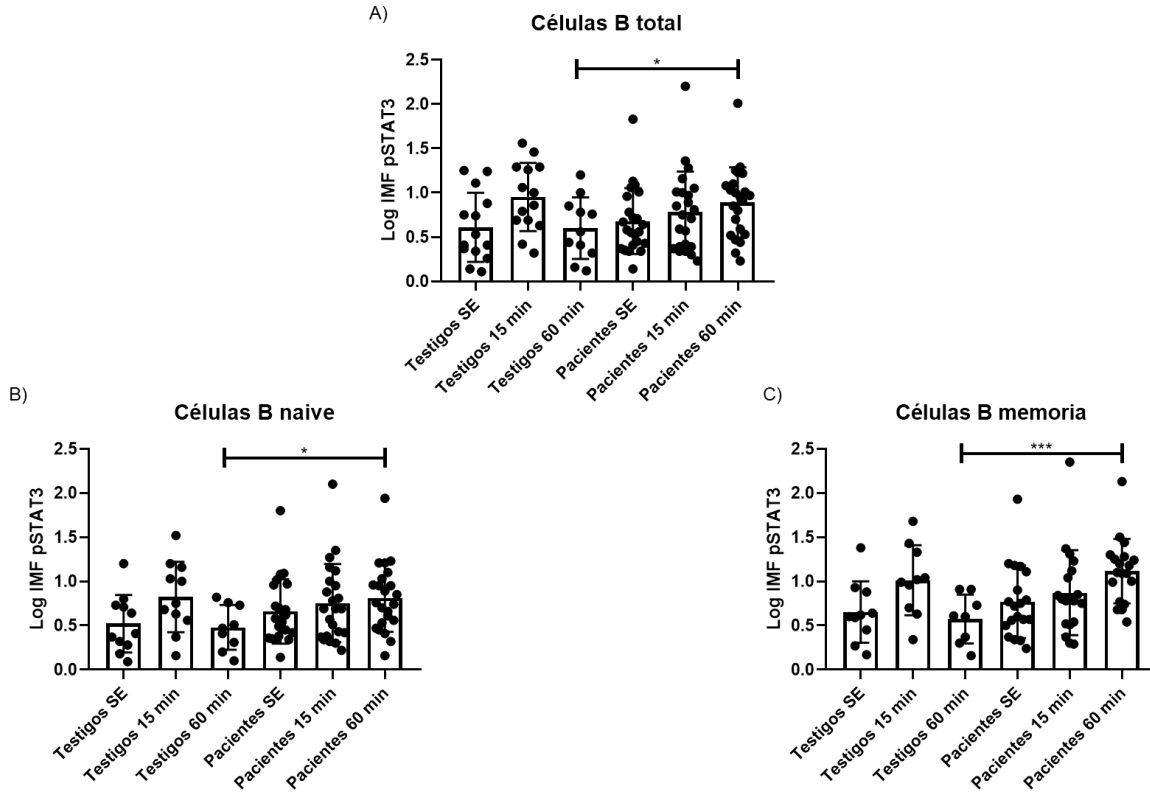 A)
Células B total
Log IMF pSTAT3
2.5
2.0
1.5
1.0
0.5
0.0
*
Testigos SE
Testigos 15 min
Testigos 60 min
Pacientes SE
Pacientes 15 min
Pacientes 60 min
B)
Células B naive
Log IMF pSTAT3
2.5
2.0
1.5
1.0
0.5
0.0
*
Testigos SE
Testigos 15 min
Testigos 60 min
Pacientes SE
Pacientes 15 min
Pacientes 60 min
C)
Células B memoria
Log IMF pSTAT3
2.5
2.0
1.5
1.0
0.5
0.0
***
Testigos SE
Testigos 15 min
Testigos 60 min
Pacientes SE
Pacientes 15 min
Pacientes 60 min